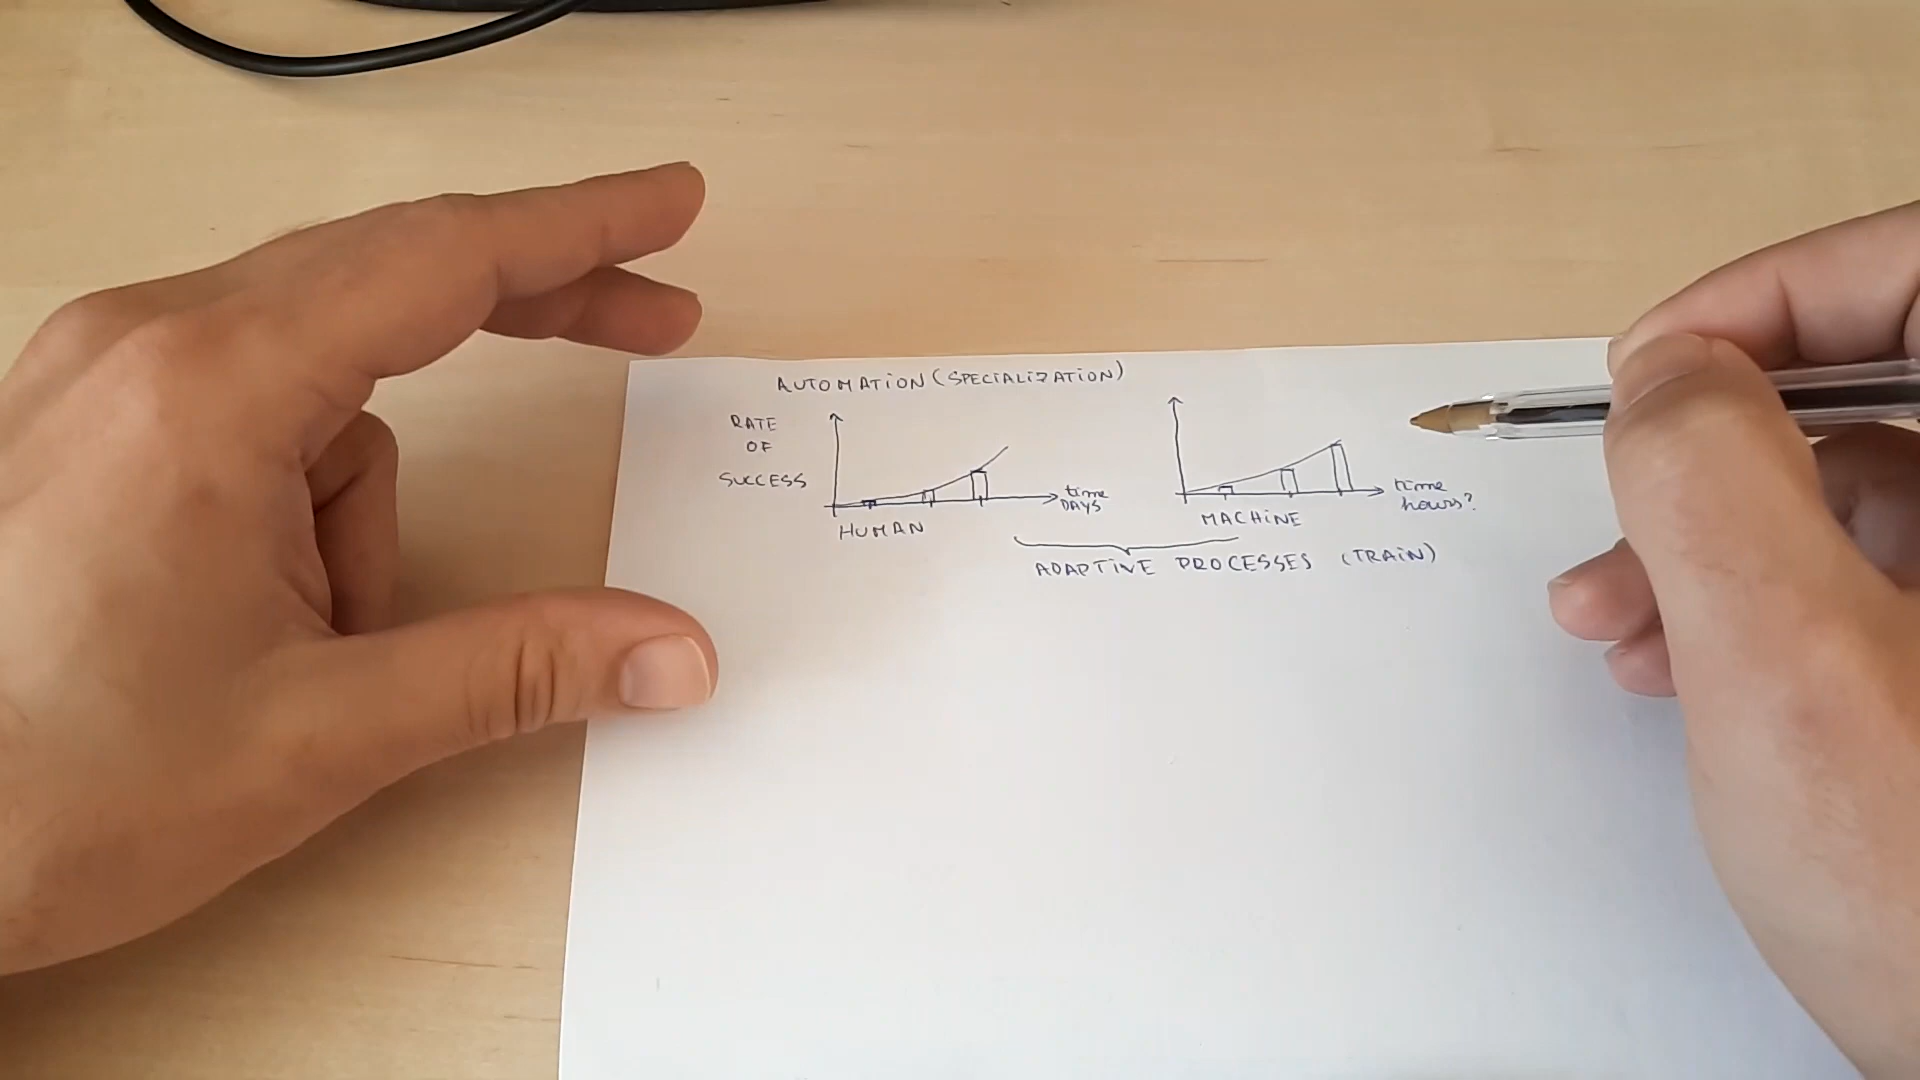 AUTOMATION (SPECIALIZATION)
RATE
OF
SUCCESS
time
DAYS
HUMAN
time
hours?
MACHINE
ADAPTIVE PROCESSES (TRAIN)